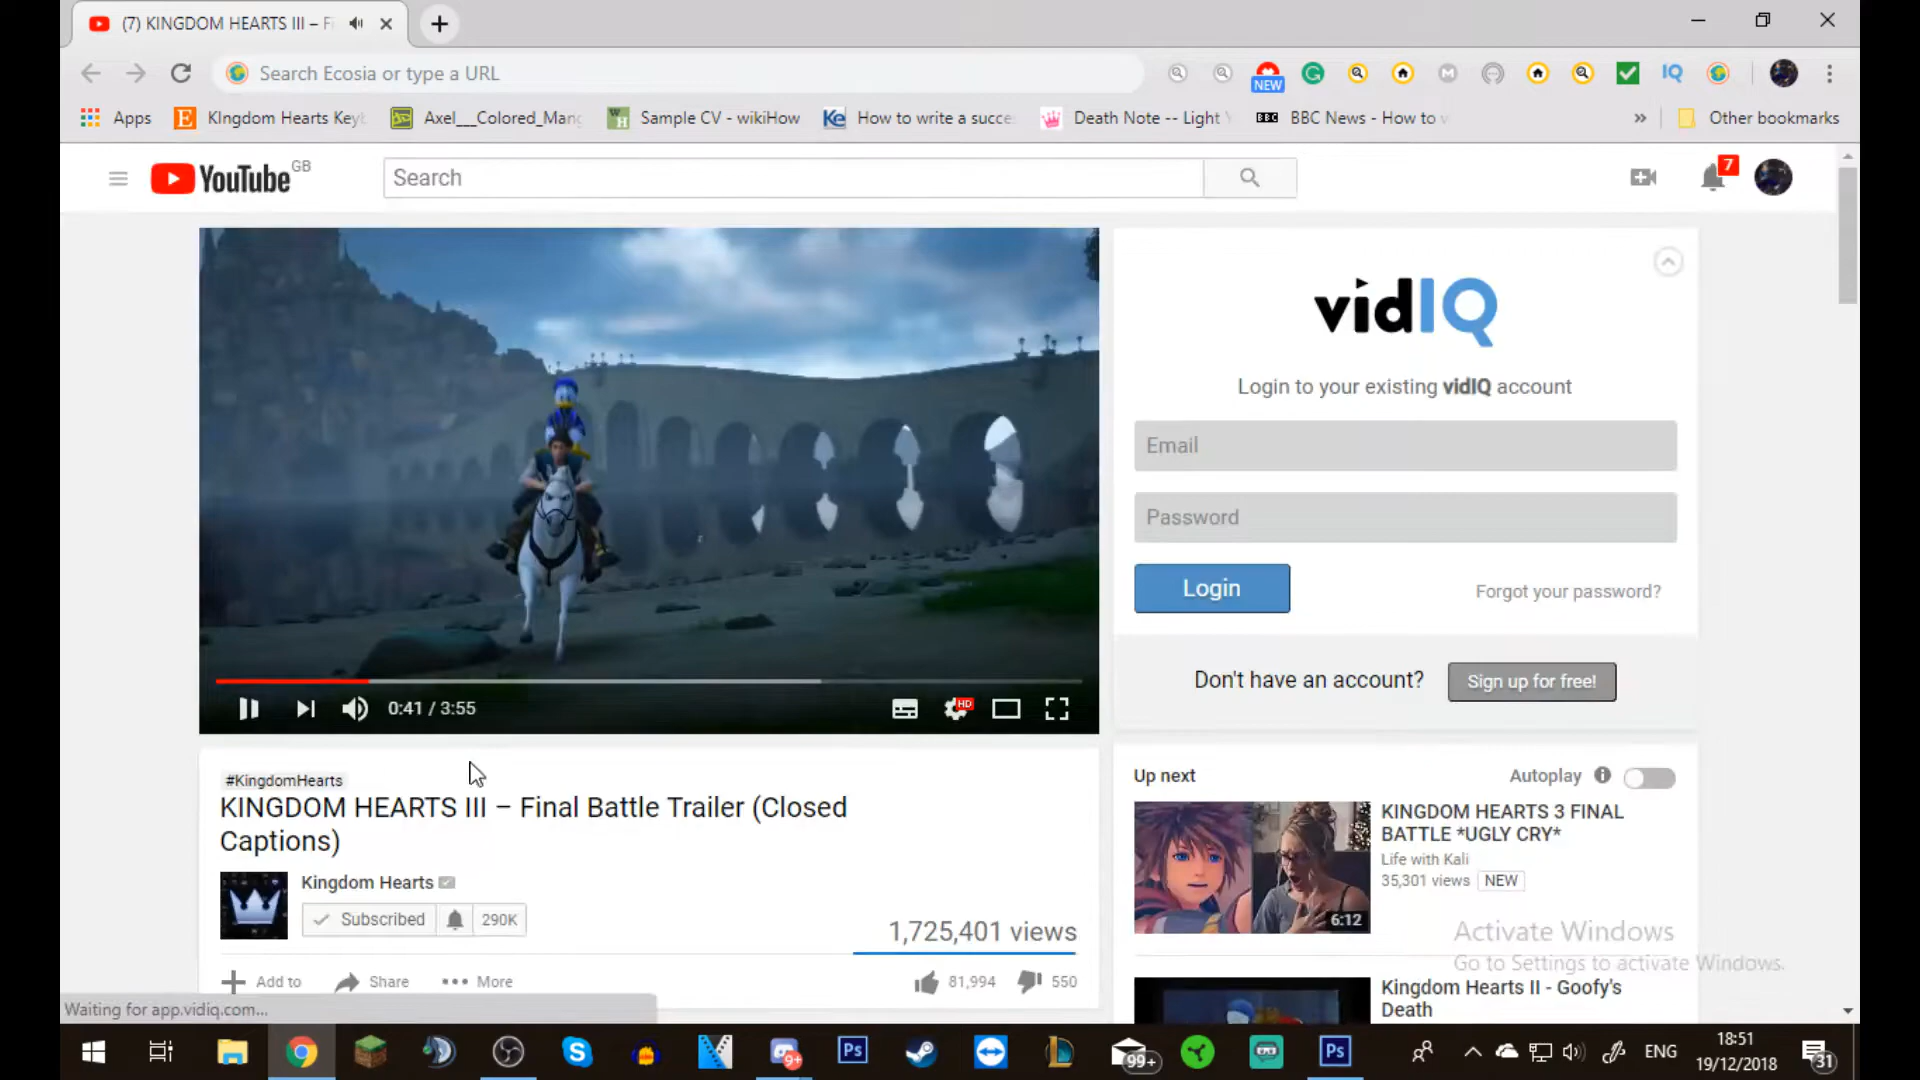 (7) KINGDOM HEARTS III – Fi
Search Ecosia or type a URL
NEW
IQ
Apps
KIngdom Hearts Key
Axel___Colored_Mang
Sample CV - wikiHow
How to write a succe
Death Note -- Light Y
BBC News - How to w
Other bookmarks
YouTube GB
Search
7
vidIQ
Login to your existing vidIQ account
Email
Password
Login
Forgot your password?
Don't have an account?
Sign up for free!
0:41 / 3:55
HD
#KingdomHearts
KINGDOM HEARTS III – Final Battle Trailer (Closed
Captions)
Kingdom Hearts
Subscribed
290K
1,725,401 views
Add to
Share
More
81,994
550
Up next
Autoplay
KINGDOM HEARTS 3 FINAL
BATTLE *UGLY CRY*
Life with Kali
35,301 views
NEW
6:12
Kingdom Hearts II - Goofy's
Death
Activate Windows
Go to Settings to activate Windows.
Waiting for app.vidiq.com...
9+
Ps
99+
Ps
ENG
18:51
19/12/2018
31